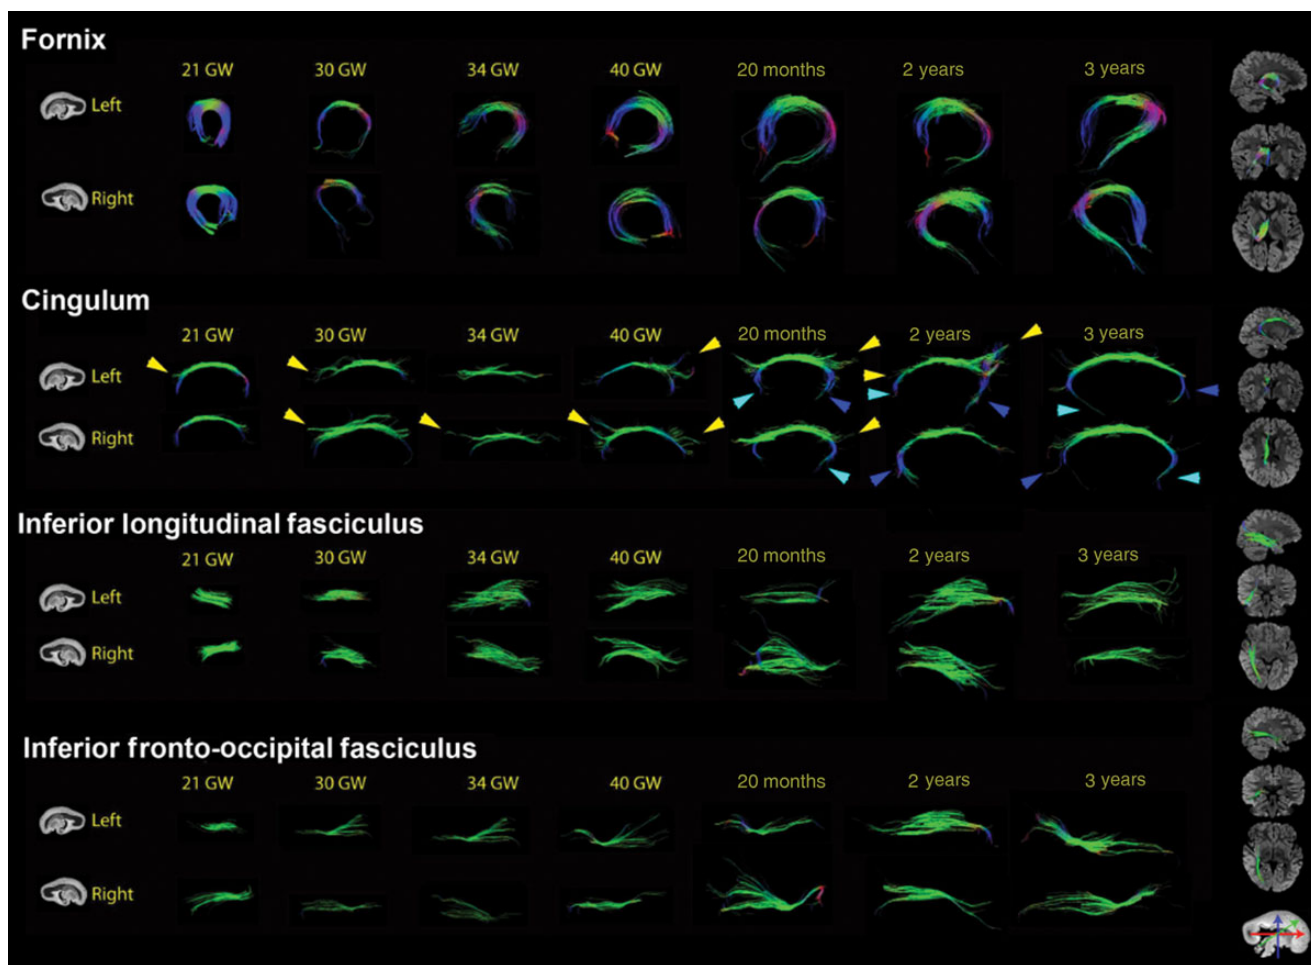 Fornix
21 GW 30 GW 34 GW 40 GW 20 months 2 years 3 years
Left
Right
Cingulum
21 GW 30 GW 34 GW 40 GW 20 months 2 years 3 years
Left
Right
Inferior longitudinal fasciculus
21 GW 30 GW 34 GW 40 GW 20 months 2 years 3 years
Left
Right
Inferior fronto-occipital fasciculus
21 GW 30 GW 34 GW 40 GW 20 months 2 years 3 years
Left
Right